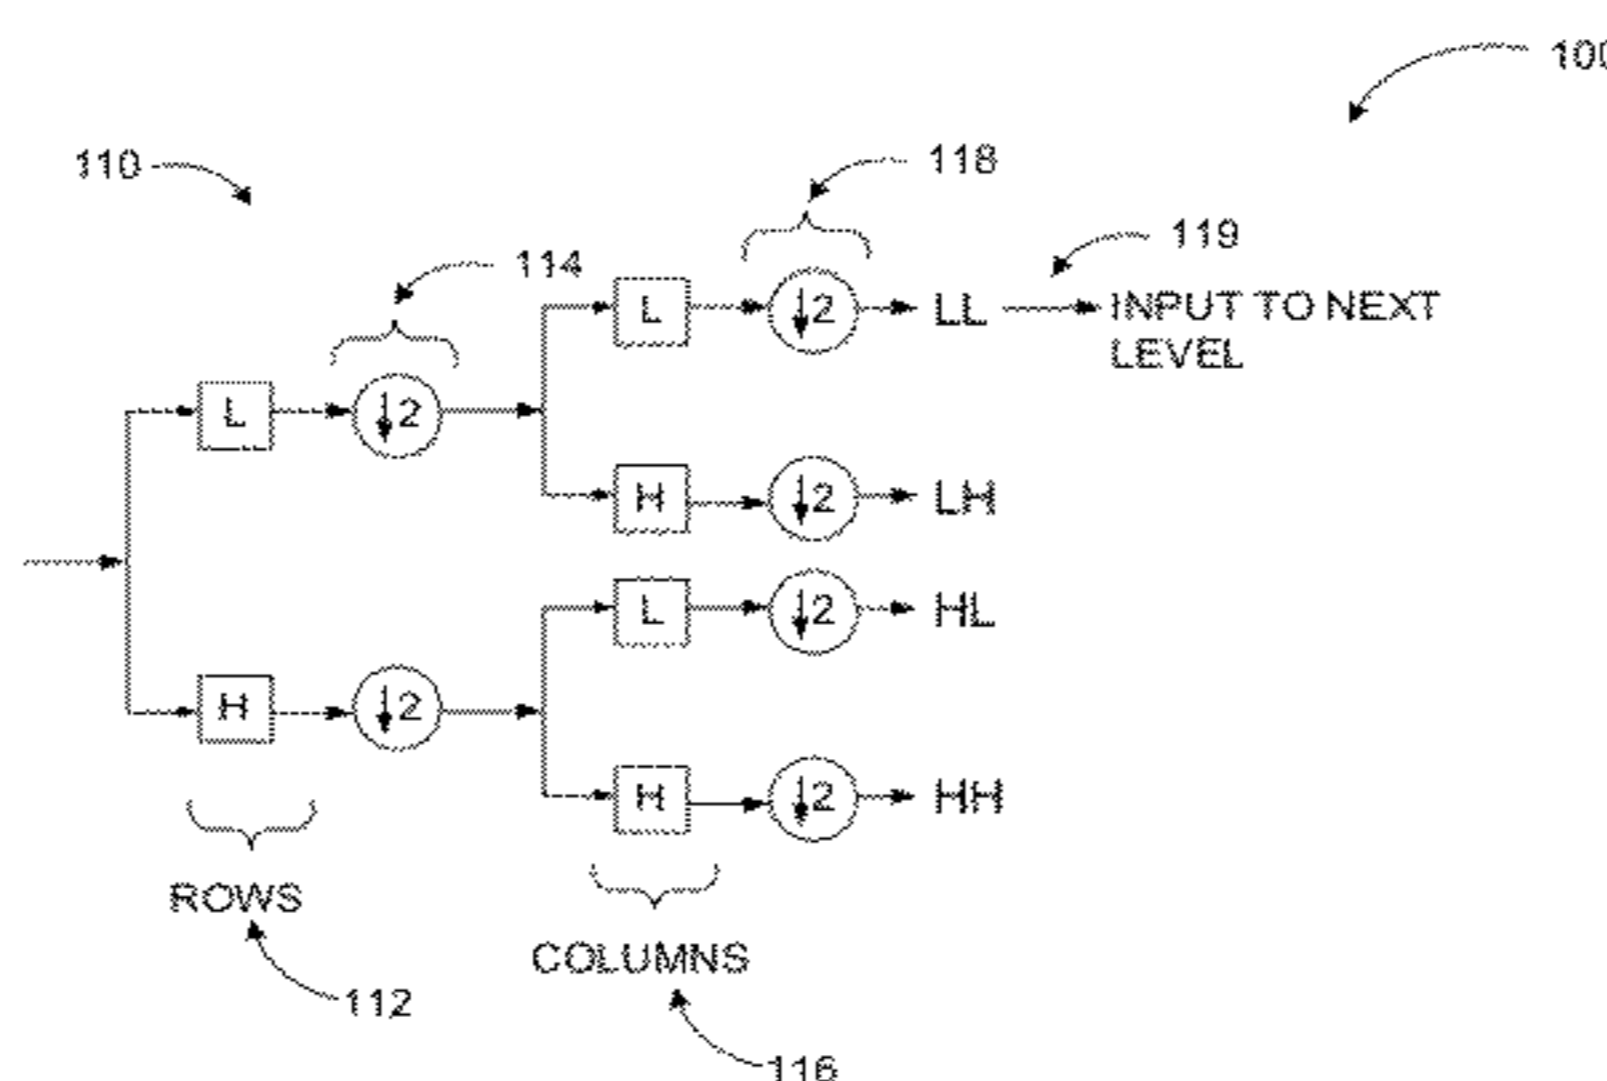 100
110
118
119
114
L
↓2
LL
INPUT TO NEXT
LEVEL
L
↓2
H
↓2
LH
L
↓2
HL
H
↓2
H
↓2
HH
ROWS
COLUMNS
112
116